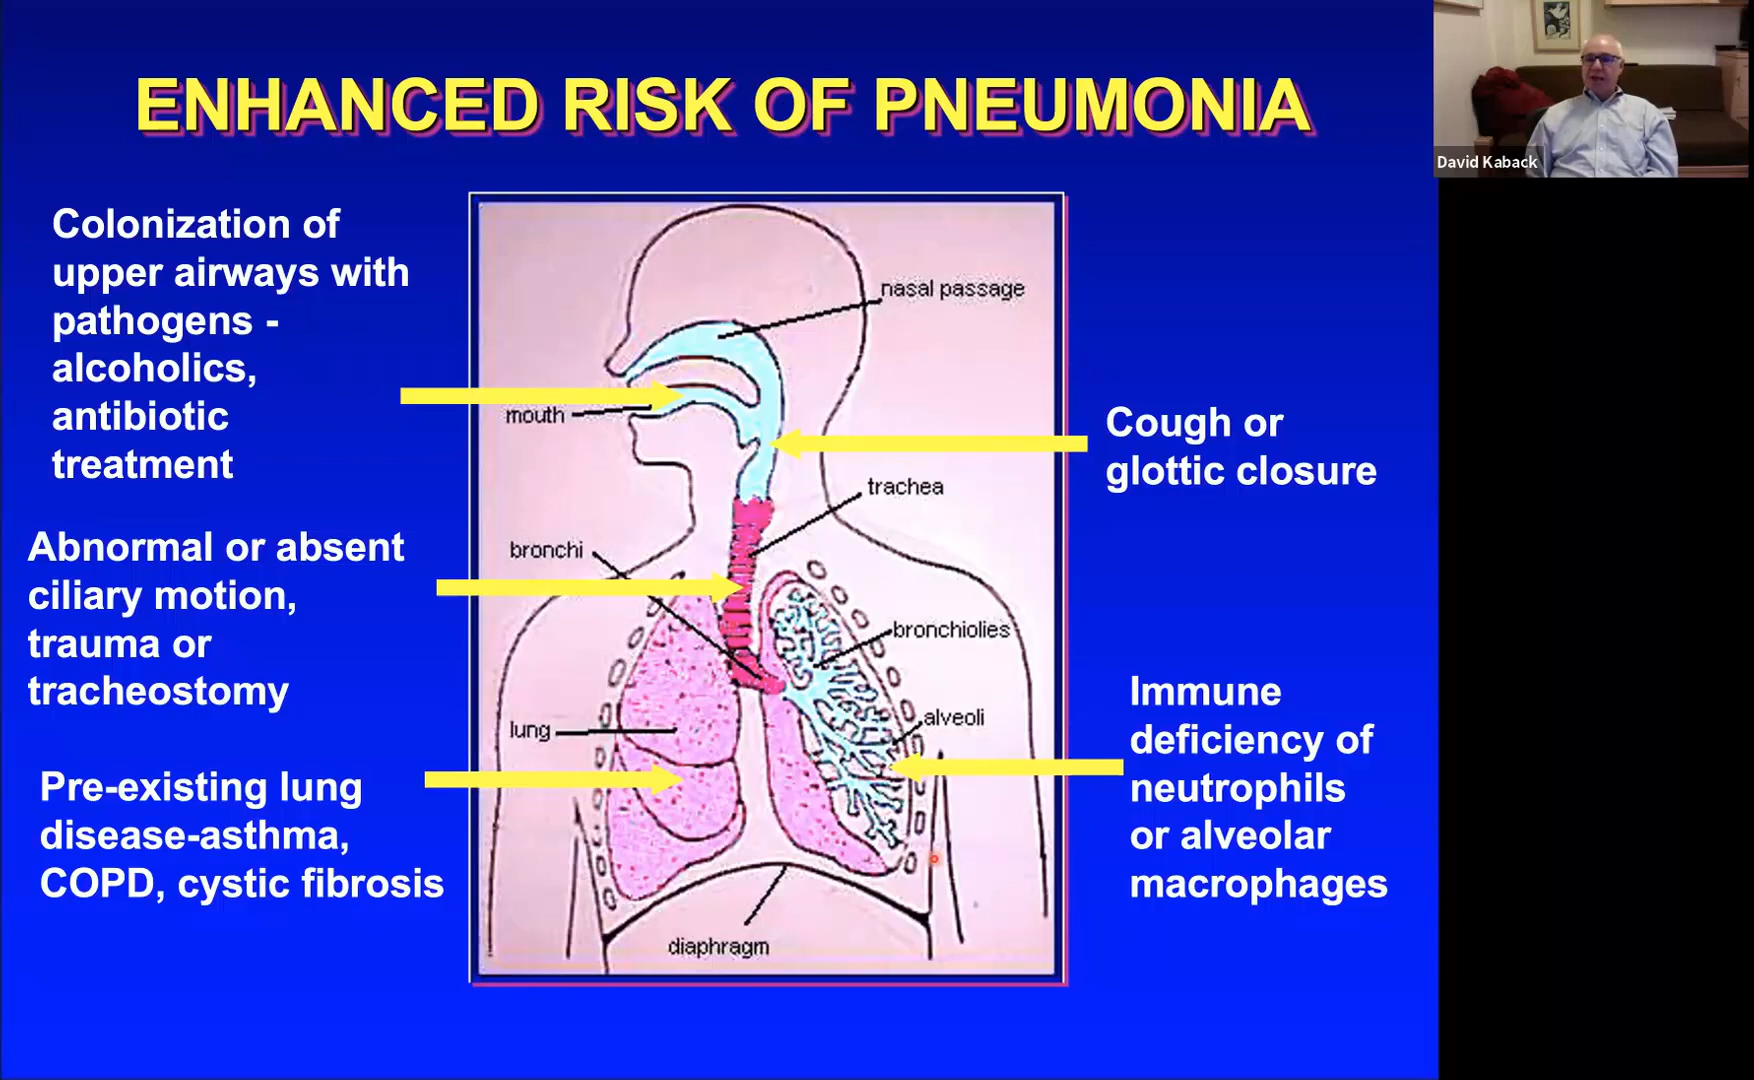 ENHANCED RISK OF PNEUMONIA
David Kaback
Colonization of
upper airways with
pathogens -
alcoholics,
antibiotic
treatment
Abnormal or absent
ciliary motion,
trauma or
tracheostomy
Pre-existing lung
disease-asthma,
COPD, cystic fibrosis
nasal passage
mouth
trachea
bronchi
bronchiolies
lung
alveoli
diaphragm
Cough or
glottic closure
Immune
deficiency of
neutrophils
or alveolar
macrophages